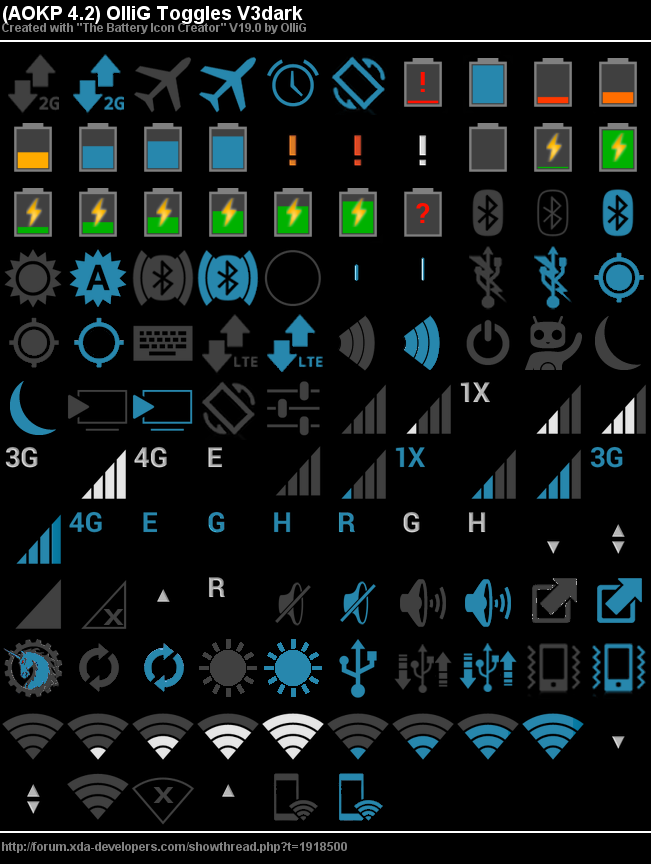 (AOKP 4.2) OlliG Toggles V3dark
Created with "The Battery Icon Creator" V19.0 by OlliG
2G 2G !
! ! !
?
A
LTE LTE
1X
3G 4G E 1X 3G
4G E G H R G H
X R
X
http://forum.xda-developers.com/showthread.php?t=1918500